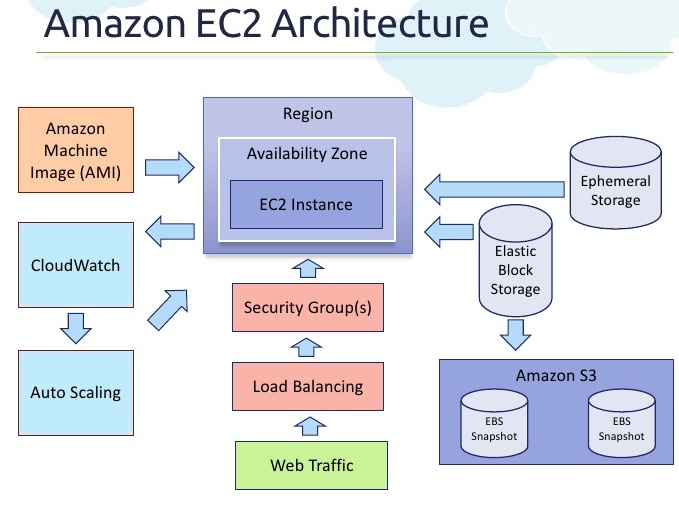 Amazon EC2 Architecture
Amazon
Machine
Image (AMI)
Region
Availability Zone
EC2 Instance
Ephemeral
Storage
CloudWatch
Elastic
Block
Storage
Security Group(s)
Auto Scaling
Load Balancing
Amazon S3
EBS
Snapshot
EBS
Snapshot
Web Traffic